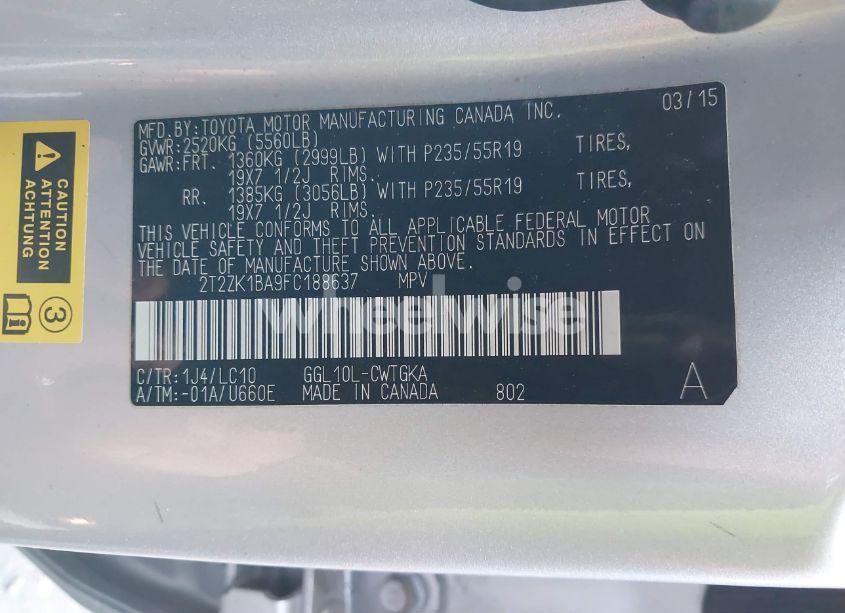 CAUTION
ATTENTION
ACHTUNG
3
MFD.BY:TOYOTA MOTOR MANUFACTURING CANADA INC. 03/15
GVWR:2520KG (5560LB)
GAWR:FRT. 1360KG (2999LB) WITH P235/55R19 TIRES,
19X7 1/2J RIMS.
RR. 1385KG (3056LB) WITH P235/55R19 TIRES,
19X7 1/2J RIMS.
THIS VEHICLE CONFORMS TO ALL APPLICABLE FEDERAL MOTOR
VEHICLE SAFETY AND THEFT PREVENTION STANDARDS IN EFFECT ON
THE DATE OF MANUFACTURE SHOWN ABOVE.
2T2ZK1BA9FC188637 MPV
wheelwise
C/TR:1J4/LC10 GGL10L-CWTGKA
A/TM:-01A/U660E MADE IN CANADA 802 A